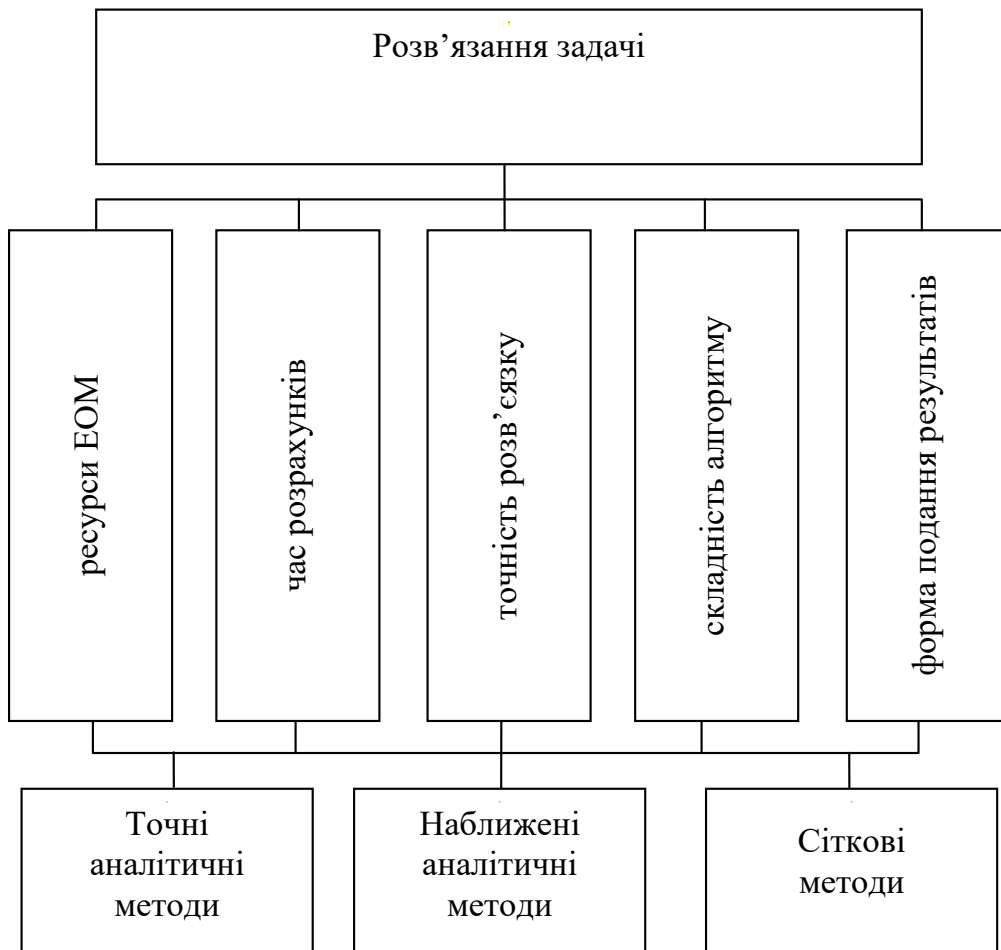 Розв’язання задачі
ресурси ЕОМ
час розрахунків
точність розв’єязку
складність алгоритму
форма подання результатів
Точні
аналітичні
методи
Наближені
аналітичні
методи
Сіткові
методи